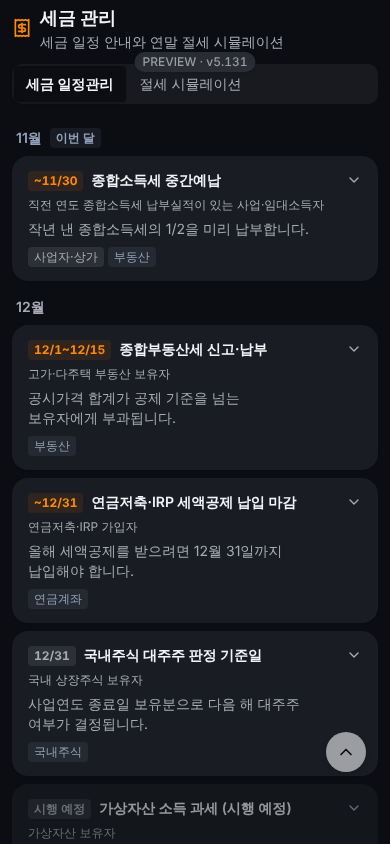 세금 관리
세금 일정 안내와 연말 절세 시뮬레이션
PREVIEW · v5.131
세금 일정관리
절세 시뮬레이션
11월
이번 달
~11/30 종합소득세 중간예납
직전 연도 종합소득세 납부실적이 있는 사업·임대소득자
작년 낸 종합소득세의 1/2을 미리 납부합니다.
사업자·상가 부동산
12월
12/1~12/15 종합부동산세 신고·납부
고가·다주택 부동산 보유자
공시가격 합계가 공제 기준을 넘는
보유자에게 부과됩니다.
부동산
~12/31 연금저축·IRP 세액공제 납입 마감
연금저축·IRP 가입자
올해 세액공제를 받으려면 12월 31일까지
납입해야 합니다.
연금계좌
12/31 국내주식 대주주 판정 기준일
국내 상장주식 보유자
사업연도 종료일 보유분으로 다음 해 대주주
여부가 결정됩니다.
국내주식
시행 예정 가상자산 소득 과세 (시행 예정)
가상자산 보유자